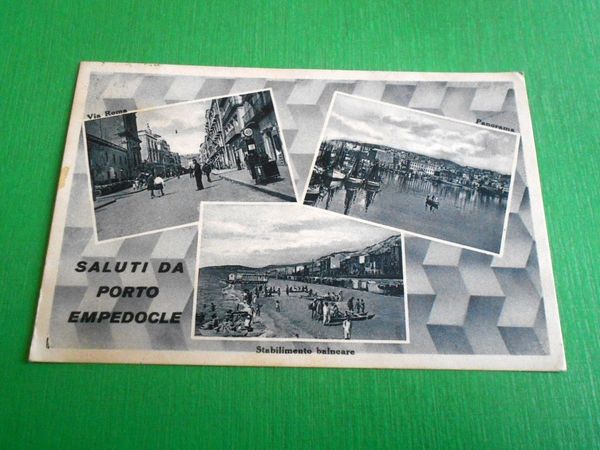 Via Roma
Panorama
SALUTI DA
PORTO
EMPEDOCLE
Stabilimento balneare